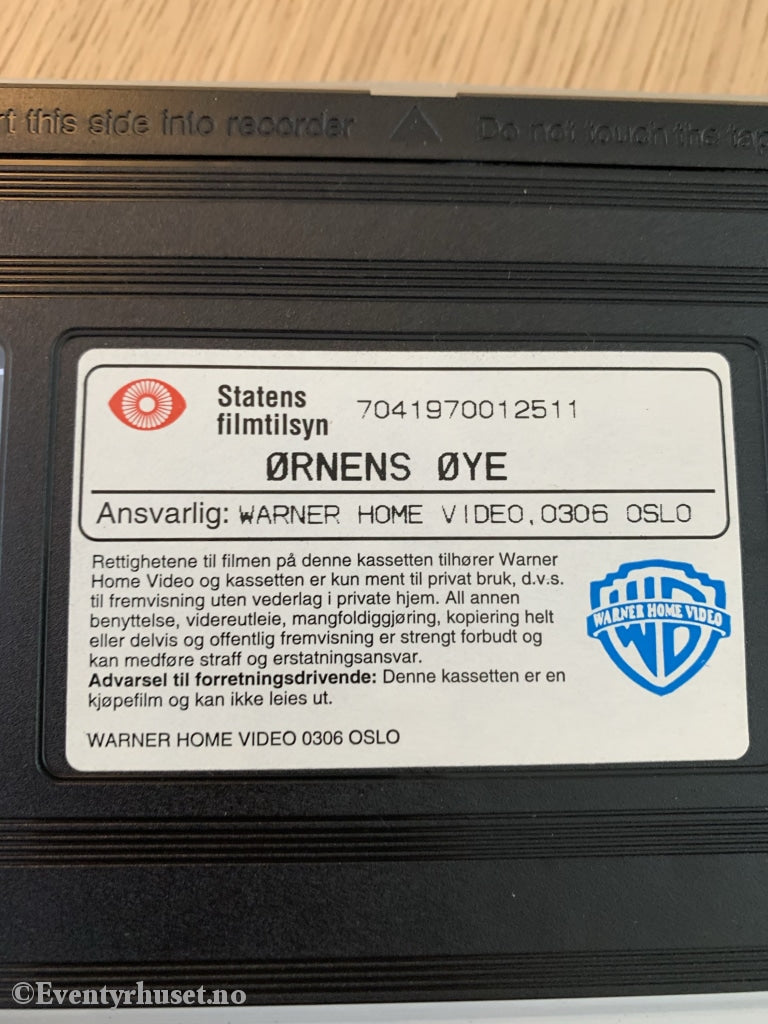 rt this side into recorder Do not touch the tap
Statens
filmtilsyn
7041970012511
ØRNENS ØYE
Ansvarlig: WARNER HOME VIDEO,0306 OSLO
Rettighetene til filmen på denne kassetten tilhører Warner
Home Video og kassetten er kun ment til privat bruk, d.v.s.
til fremvisning uten vederlag i private hjem. All annen
benyttelse, videreutleie, mangfoldiggjøring, kopiering helt
eller delvis og offentlig fremvisning er strengt forbudt og
kan medføre straff og erstatningsansvar.
Advarsel til forretningsdrivende: Denne kassetten er en
kjøpefilm og kan ikke leies ut.
WARNER HOME VIDEO
WARNER HOME VIDEO 0306 OSLO
©Eventyrhuset.no